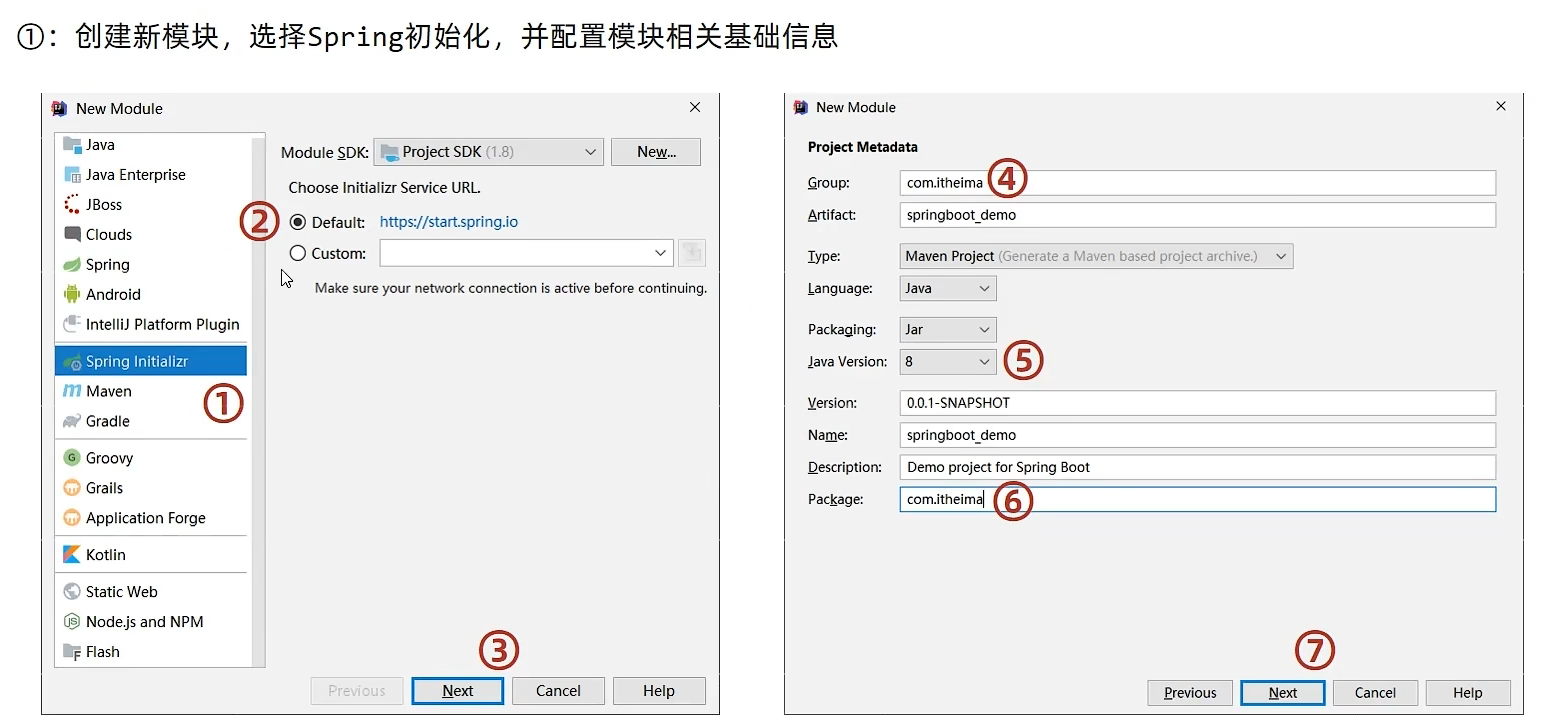 ①：创建新模块，选择Spring初始化，并配置模块相关基础信息
New Module
Java
Java Enterprise
JBoss
Clouds
Spring
Android
IntelliJ Platform Plugin
Spring Initializr
①
Maven
Gradle
Groovy
Grails
Application Forge
Kotlin
Static Web
Node.js and NPM
Flash
Module SDK: Project SDK (1.8) New...
Choose Initializr Service URL.
② Default: https://start.spring.io
Custom:
Make sure your network connection is active before continuing.
③
Previous Next Cancel Help
New Module
Project Metadata
Group: com.itheima ④
Artifact: springboot_demo
Type: Maven Project (Generate a Maven based project archive.)
Language: Java
Packaging: Jar
Java Version: 8 ⑤
Version: 0.0.1-SNAPSHOT
Name: springboot_demo
Description: Demo project for Spring Boot
Package: com.itheima ⑥
⑦
Previous Next Cancel Help